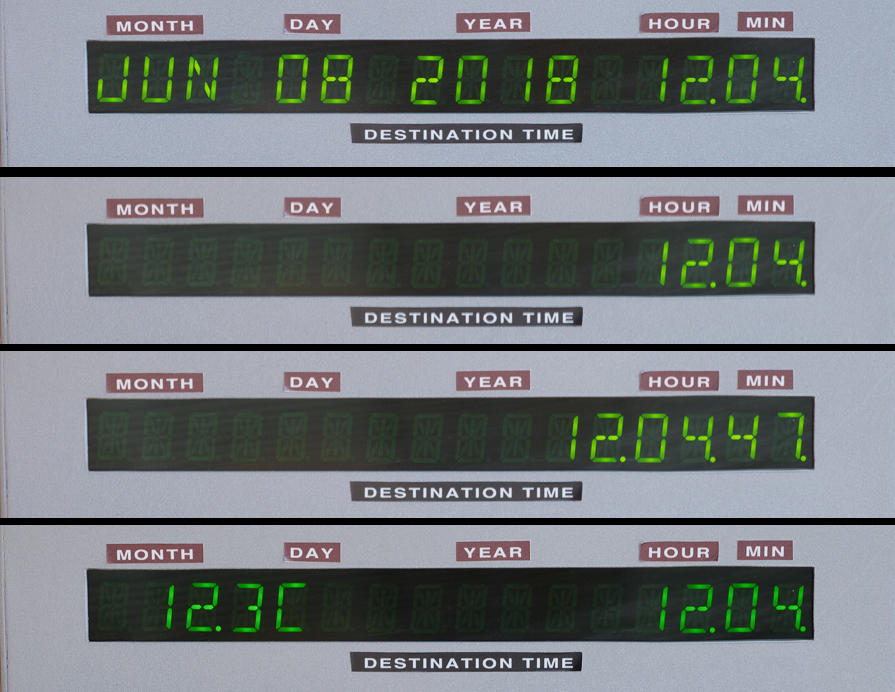 MONTH DAY YEAR HOUR MIN
JUN 08 2018 12.04.
DESTINATION TIME
MONTH DAY YEAR HOUR MIN
12.04.
DESTINATION TIME
MONTH DAY YEAR HOUR MIN
12.04.47.
DESTINATION TIME
MONTH DAY YEAR HOUR MIN
12.3C 12.04.
DESTINATION TIME